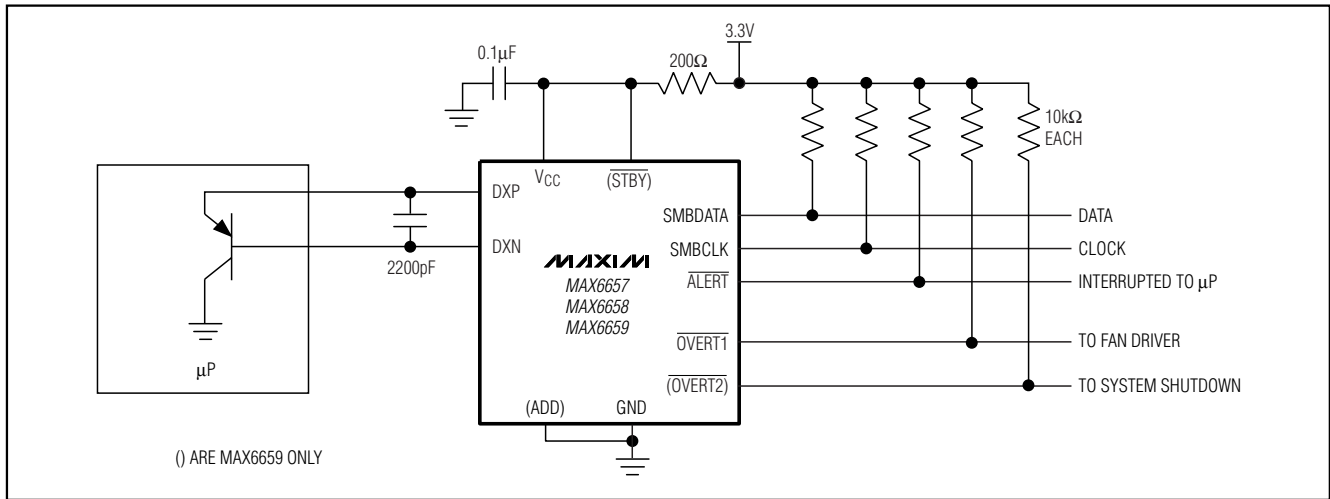 3.3V
0.1µF
200Ω
10kΩ
EACH
VCC
(STBY)
DXP
DXN
2200pF
MAXIM
MAX6657
MAX6658
MAX6659
SMBDATA
DATA
SMBCLK
CLOCK
ALERT
INTERRUPTED TO µP
OVERT1
TO FAN DRIVER
(OVERT2)
TO SYSTEM SHUTDOWN
µP
(ADD)
GND
() ARE MAX6659 ONLY